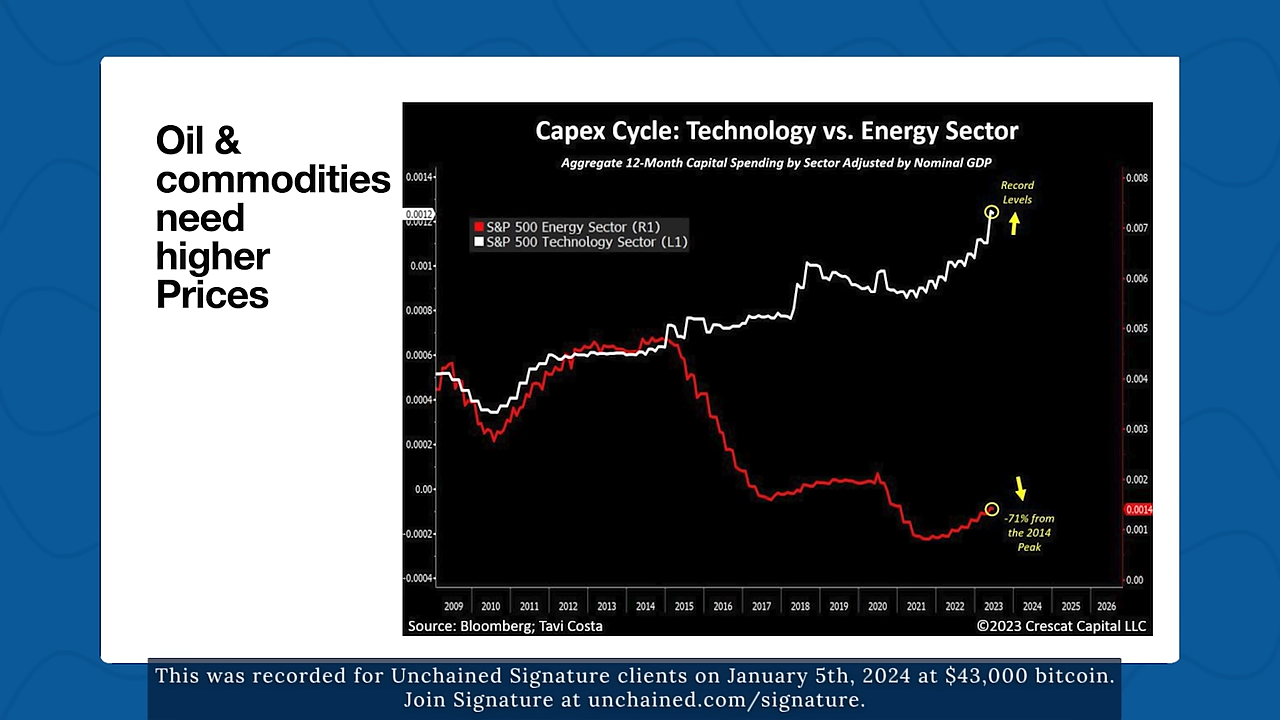 Oil &
commodities
need
higher
Prices
Capex Cycle: Technology vs. Energy Sector
Aggregate 12-Month Capital Spending by Sector Adjusted by Nominal GDP
S&P 500 Energy Sector (R1)
S&P 500 Technology Sector (L1)
0.0014
0.0012
0.0012
0.001
0.0008
0.0006
0.0004
0.0002
0.00
-0.0002
-0.0004
Record
Levels
-71% from
the 2014
Peak
0.008
0.007
0.006
0.005
0.004
0.003
0.002
0.0014
0.001
0.00
2009 2010 2011 2012 2013 2014 2015 2016 2017 2018 2019 2020 2021 2022 2023 2024 2025 2026
Source: Bloomberg; Tavi Costa
©2023 Crescat Capital LLC
This was recorded for Unchained Signature clients on January 5th, 2024 at $43,000 bitcoin.
Join Signature at unchained.com/signature.